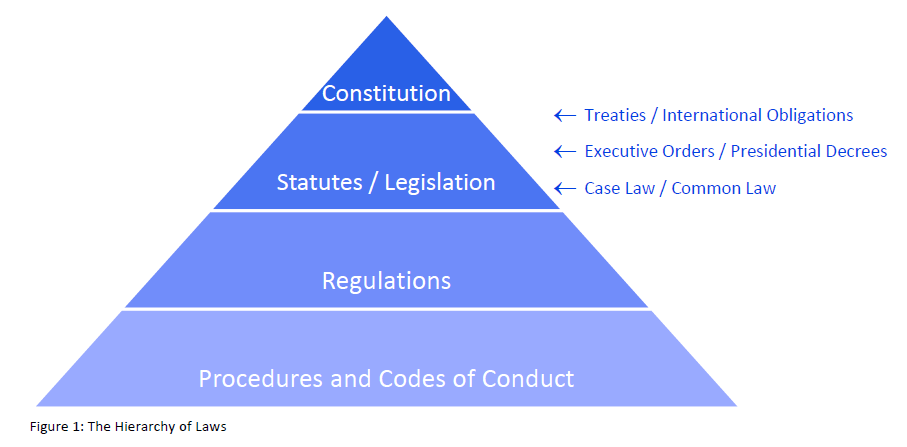 Constitution
← Treaties / International Obligations
← Executive Orders / Presidential Decrees
Statutes / Legislation
← Case Law / Common Law
Regulations
Procedures and Codes of Conduct
Figure 1: The Hierarchy of Laws